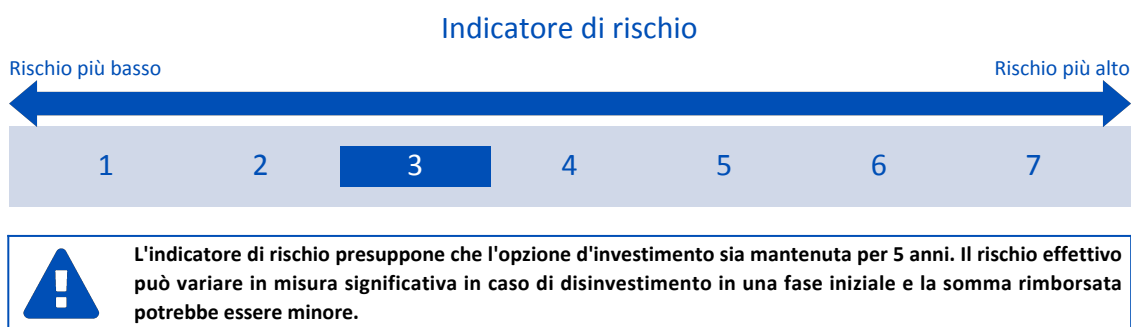 Indicatore di rischio
Rischio più basso
Rischio più alto
1 2 3 4 5 6 7
L'indicatore di rischio presuppone che l'opzione d'investimento sia mantenuta per 5 anni. Il rischio effettivo
può variare in misura significativa in caso di disinvestimento in una fase iniziale e la somma rimborsata
potrebbe essere minore.